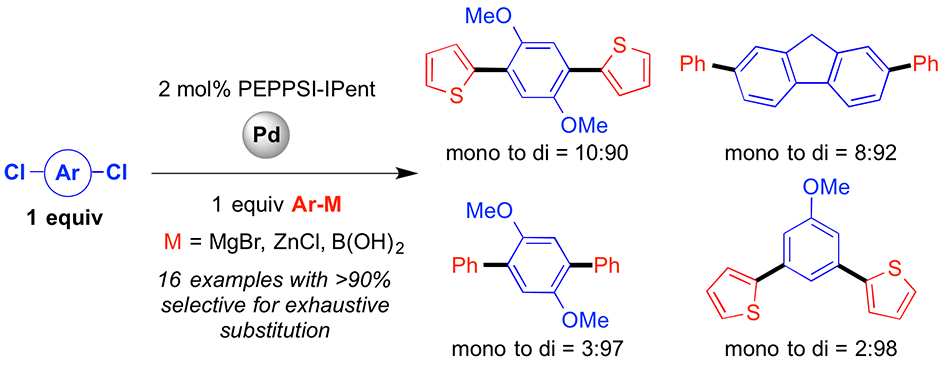 Cl
Ar
Cl
1 equiv
2 mol% PEPPSI-IPent
Pd
1 equiv Ar-M
M = MgBr, ZnCl, B(OH)₂
16 examples with >90%
selective for exhaustive
substitution
MeO
S
S
OMe
mono to di = 10:90
Ph
Ph
mono to di = 8:92
MeO
Ph
Ph
OMe
mono to di = 3:97
OMe
S
S
mono to di = 2:98